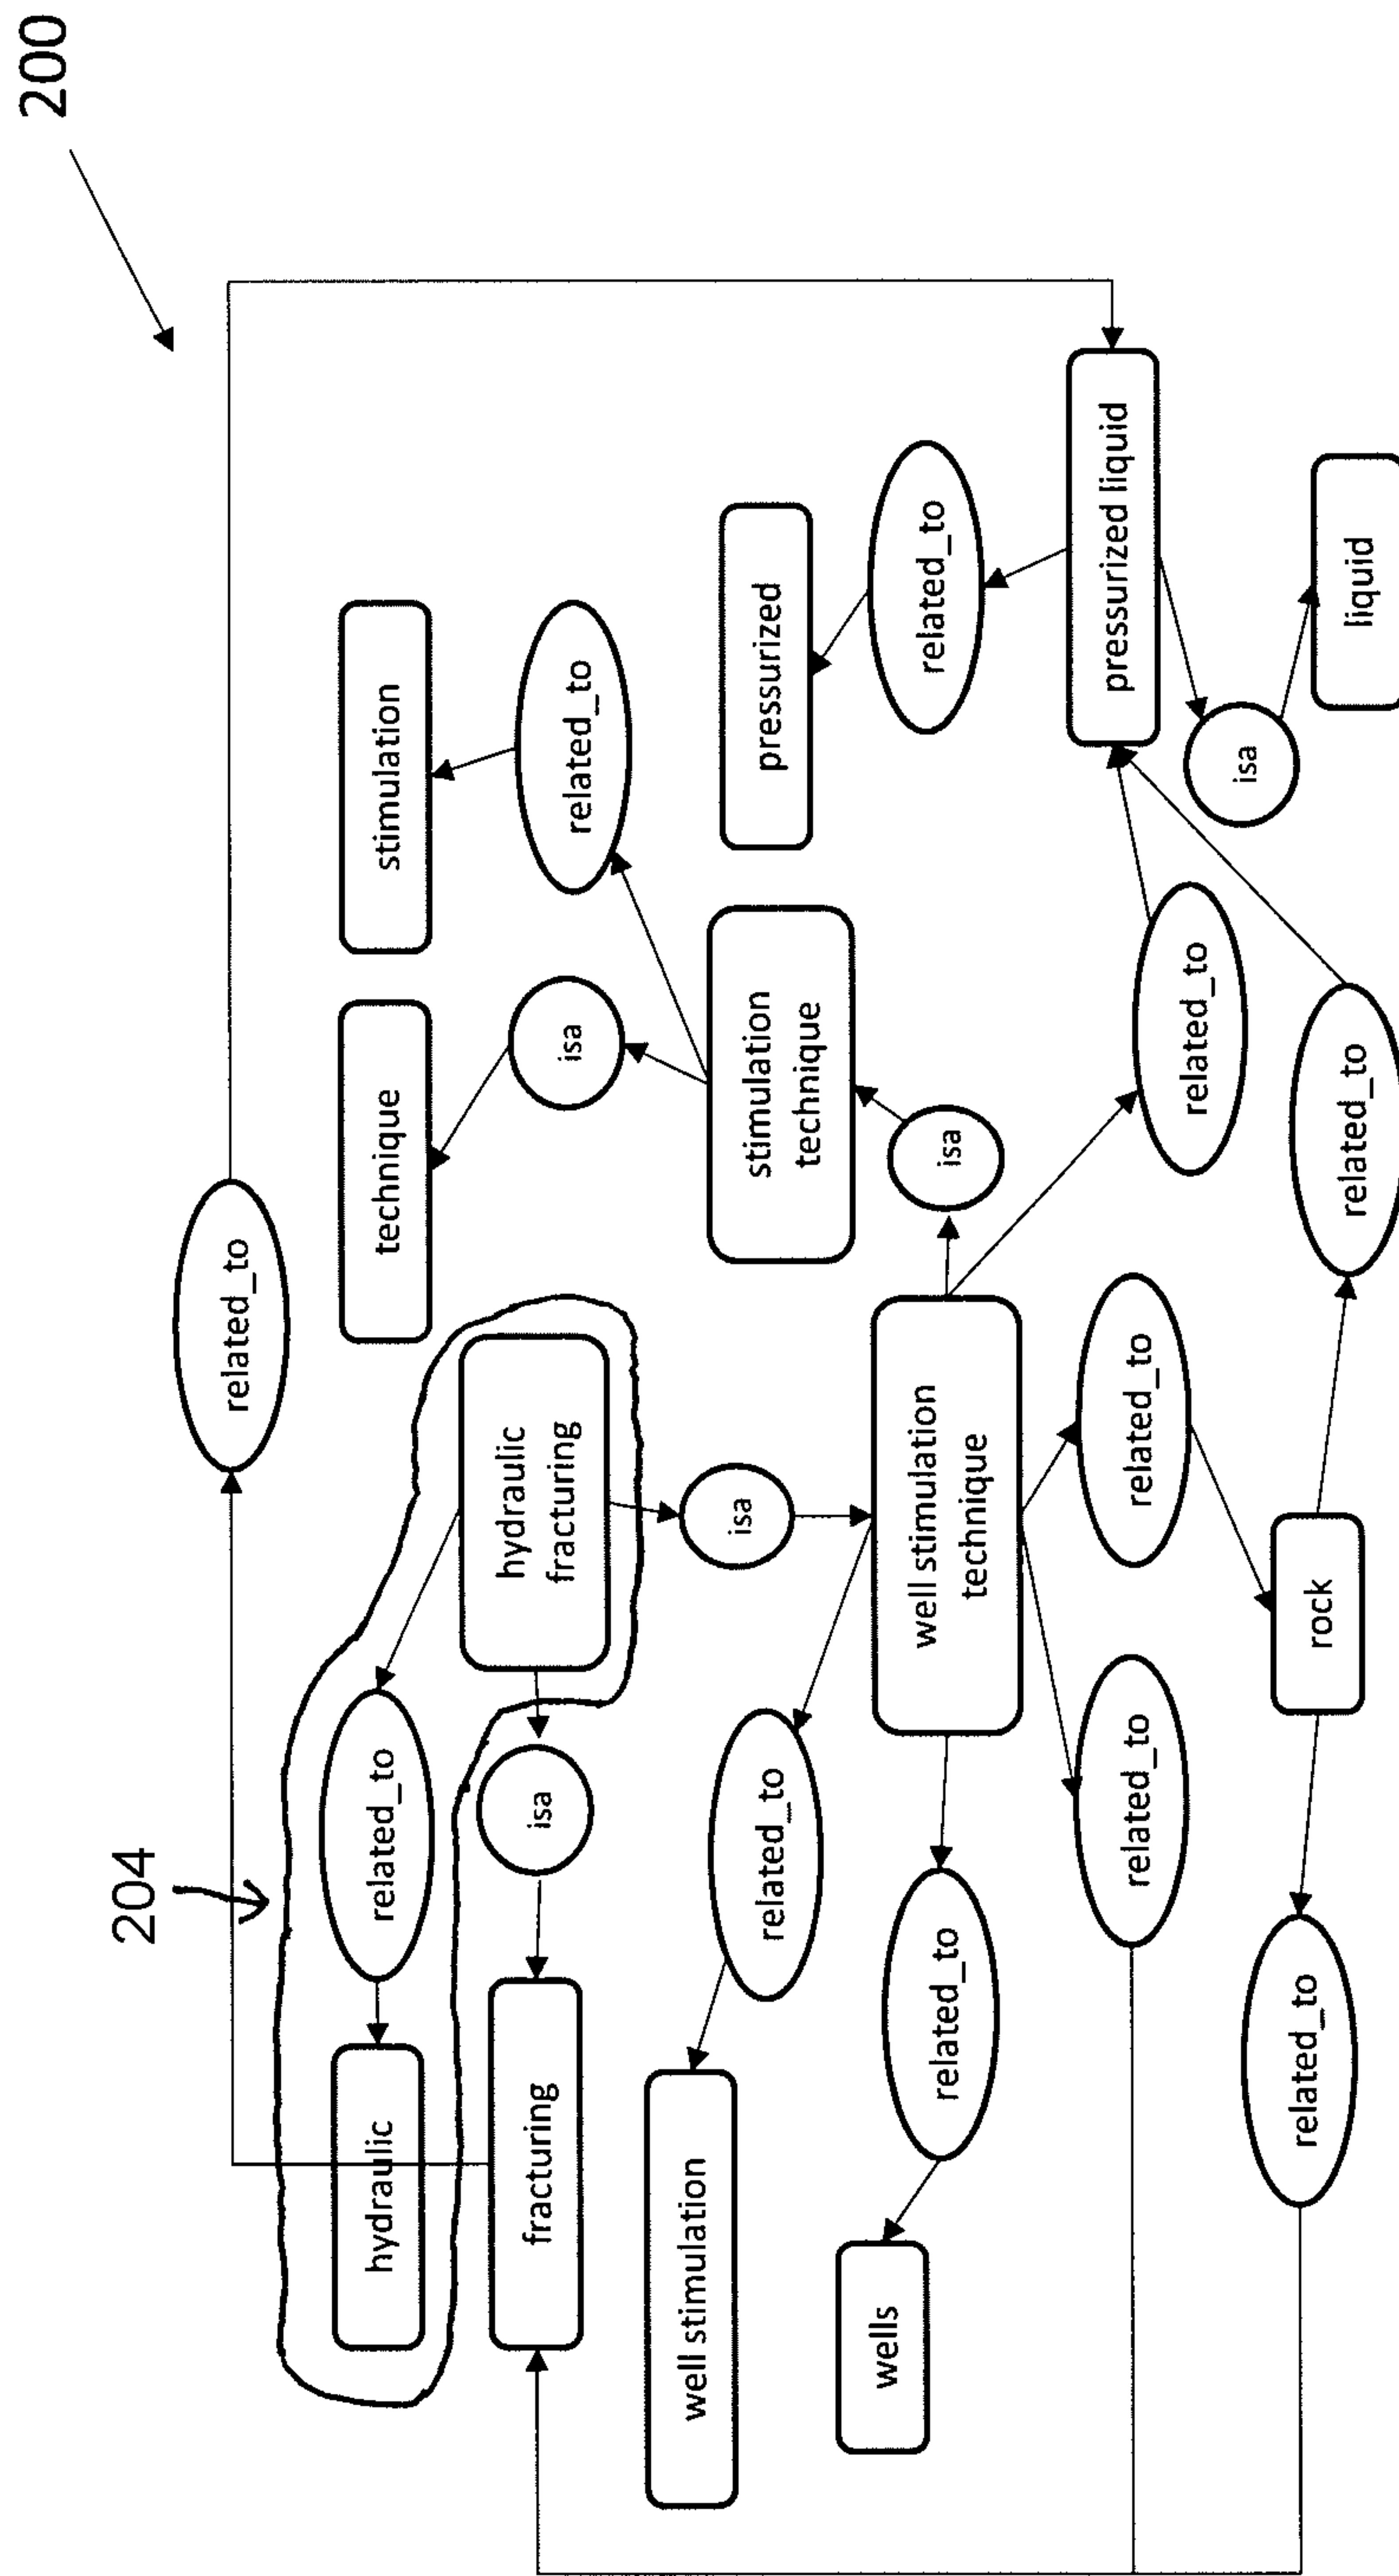 200
204
related_to
hydraulic
related_to
technique
stimulation
fracturing
isa
hydraulic
fracturing
isa
related_to
well stimulation
related_to
isa
stimulation
technique
pressurized
wells
related_to
well stimulation
technique
isa
related_to
related_to
related_to
related_to
pressurized liquid
related_to
rock
related_to
isa
liquid